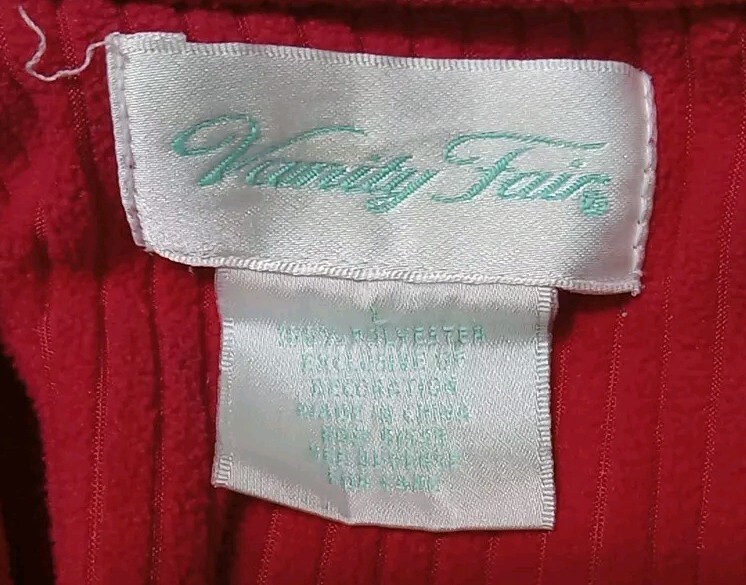 Vanity Fair®
L
100% POLYESTER
EXCLUSIVE OF
DECORATION
MADE IN CHINA
SEE REVERSE
FOR CARE